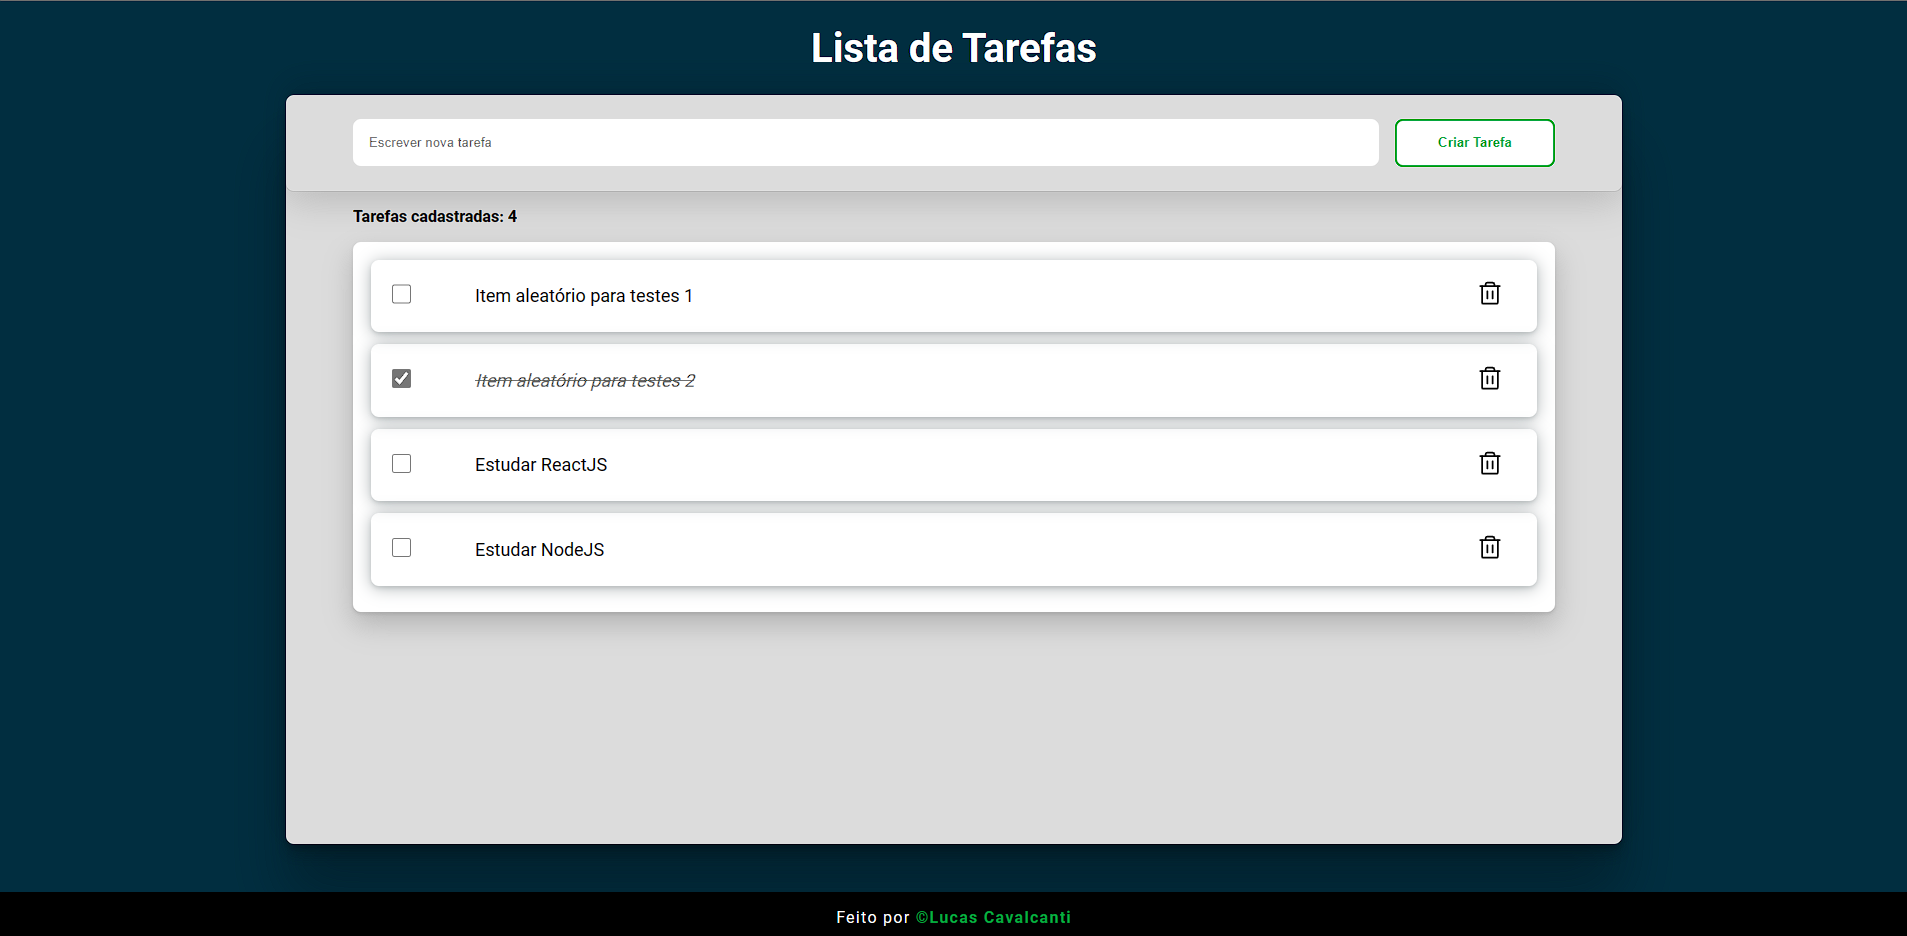 Lista de Tarefas
Escrever nova tarefa
Criar Tarefa
Tarefas cadastradas: 4
Item aleatório para testes 1
Item aleatório para testes 2
Estudar ReactJS
Estudar NodeJS
Feito por ©Lucas Cavalcanti